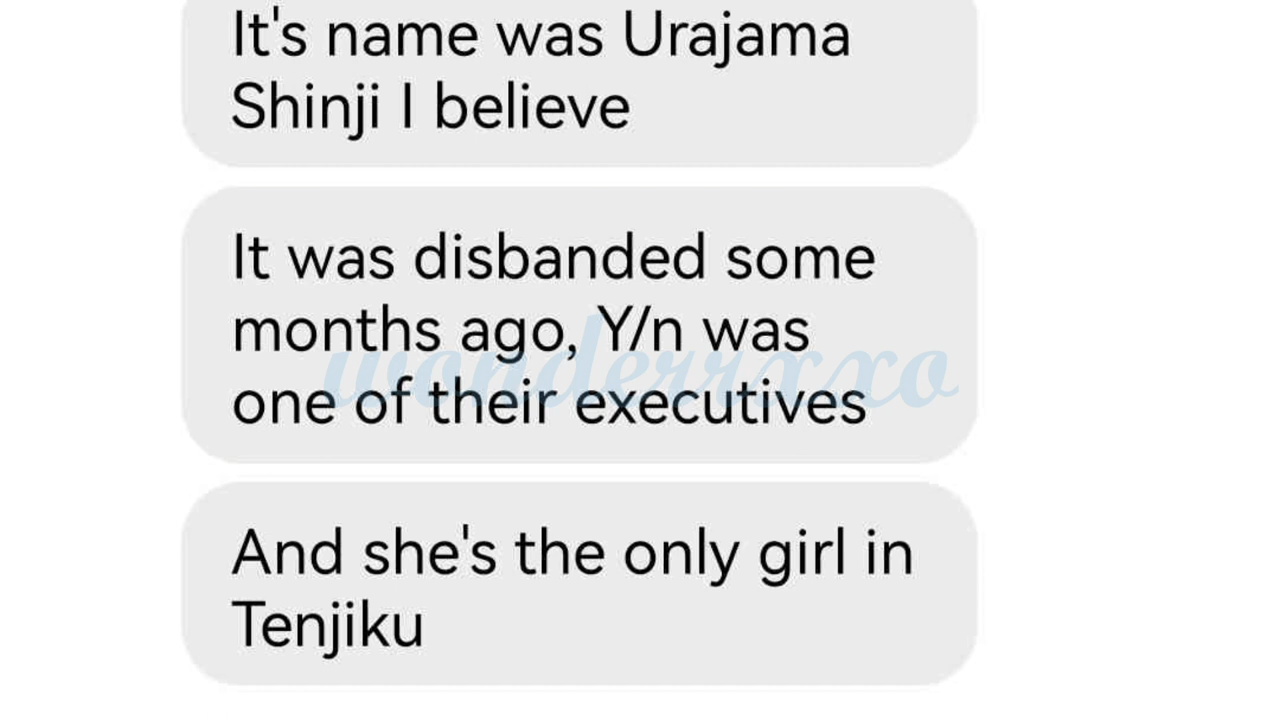 It's name was Urajama
Shinji I believe
It was disbanded some
months ago, Y/n was
one of their executives
wonderrxxo
And she's the only girl in
Tenjiku